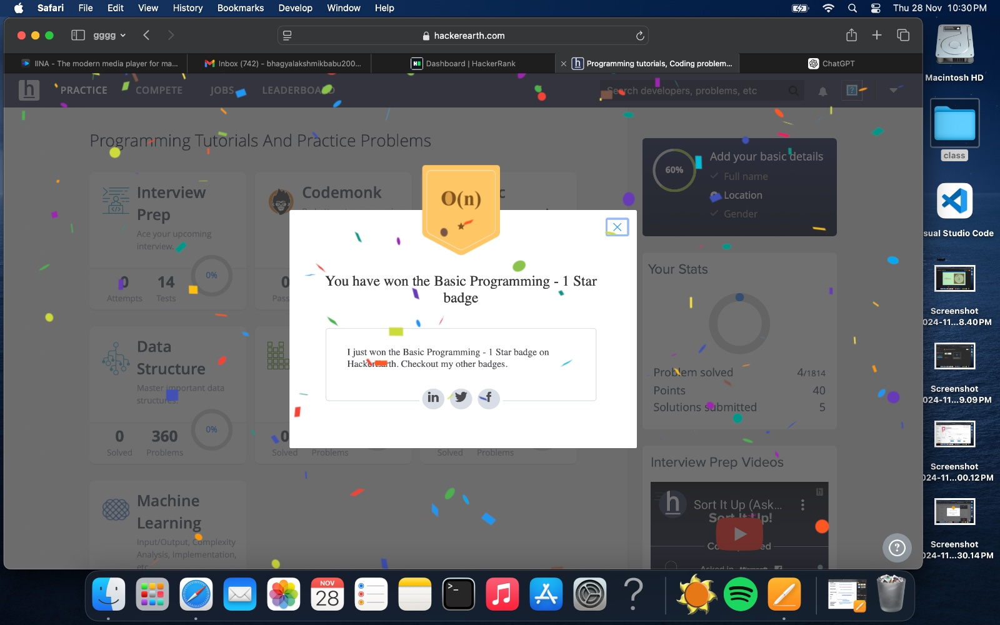 Safari File Edit View History Bookmarks Develop Window Help
Thu 28 Nov 10:30 PM
gggg
hackerearth.com
IINA - The modern media player for ma...
Inbox (742) - bhagyalakshmikbabu200...
Dashboard | HackerRank
Programming tutorials, Coding problem...
ChatGPT
h PRACTICE COMPETE JOBS LEADERBOARD
Search developers, problems, etc
Programming Tutorials And Practice Problems
Interview
Prep
Ace your upcoming
interview.
0 14 0%
Attempts Tests
Codemonk
0
Pass
c
Data
Structure
Master important data
structures.
0 360 0%
Solved Problems
0
Solved Problems
Solved Problems
Machine
Learning
Input/Output, Complexity
Analysis, Implementation,
etc
O(n)
You have won the Basic Programming - 1 Star
badge
I just won the Basic Programming - 1 Star badge on
HackerEarth. Checkout my other badges.
in f
60%
Add your basic details
Full name
Location
Gender
Your Stats
Problem solved 4/1814
Points 40
Solutions submitted 5
Interview Prep Videos
h Sort It Up (Ask...
Sort It Up!
Asked in Microsoft
?
Macintosh HD
class
sual Studio Code
Screenshot
024-11...8.40 PM
Screenshot
024-11...9.09 PM
Screenshot
024-11...00.12 PM
Screenshot
024-11...30.14 PM
NOV
28